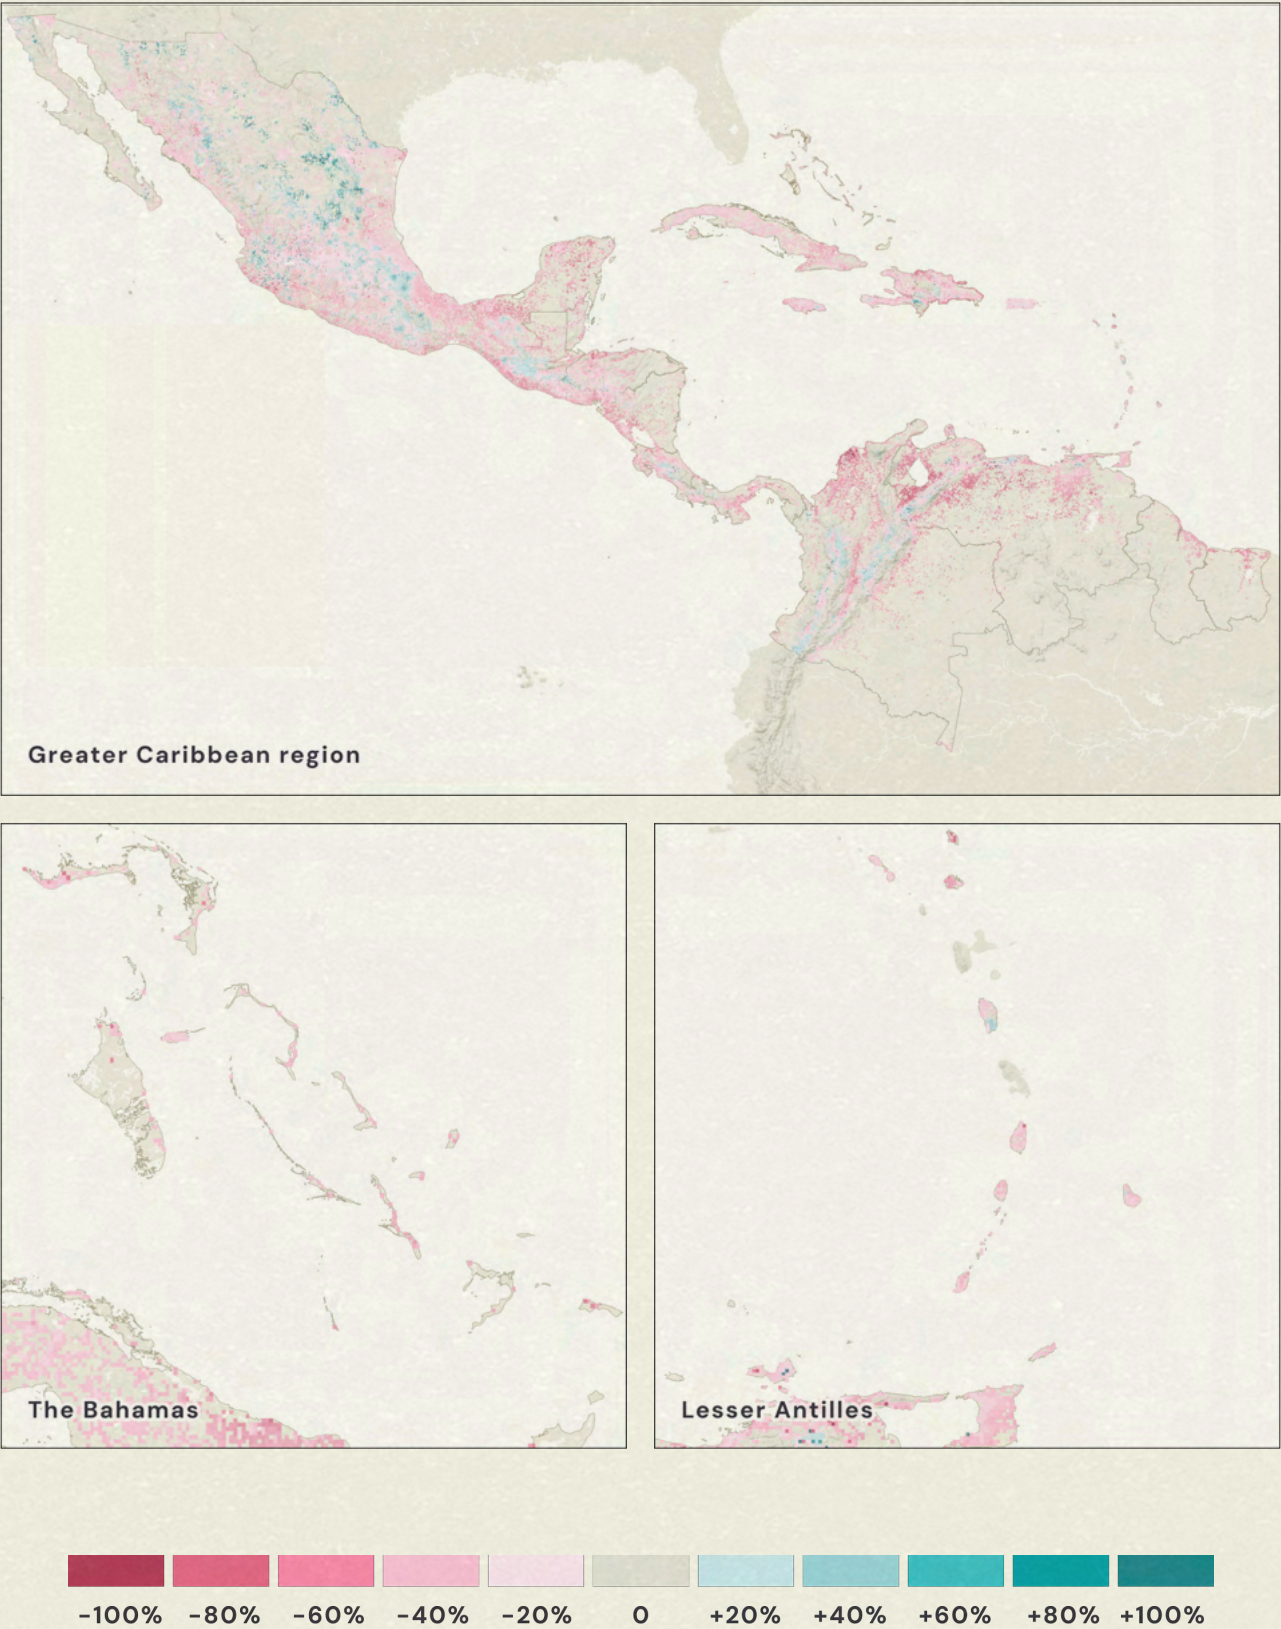 Greater Caribbean region
The Bahamas
Lesser Antilles
-100% -80% -60% -40% -20% 0 +20% +40% +60% +80% +100%